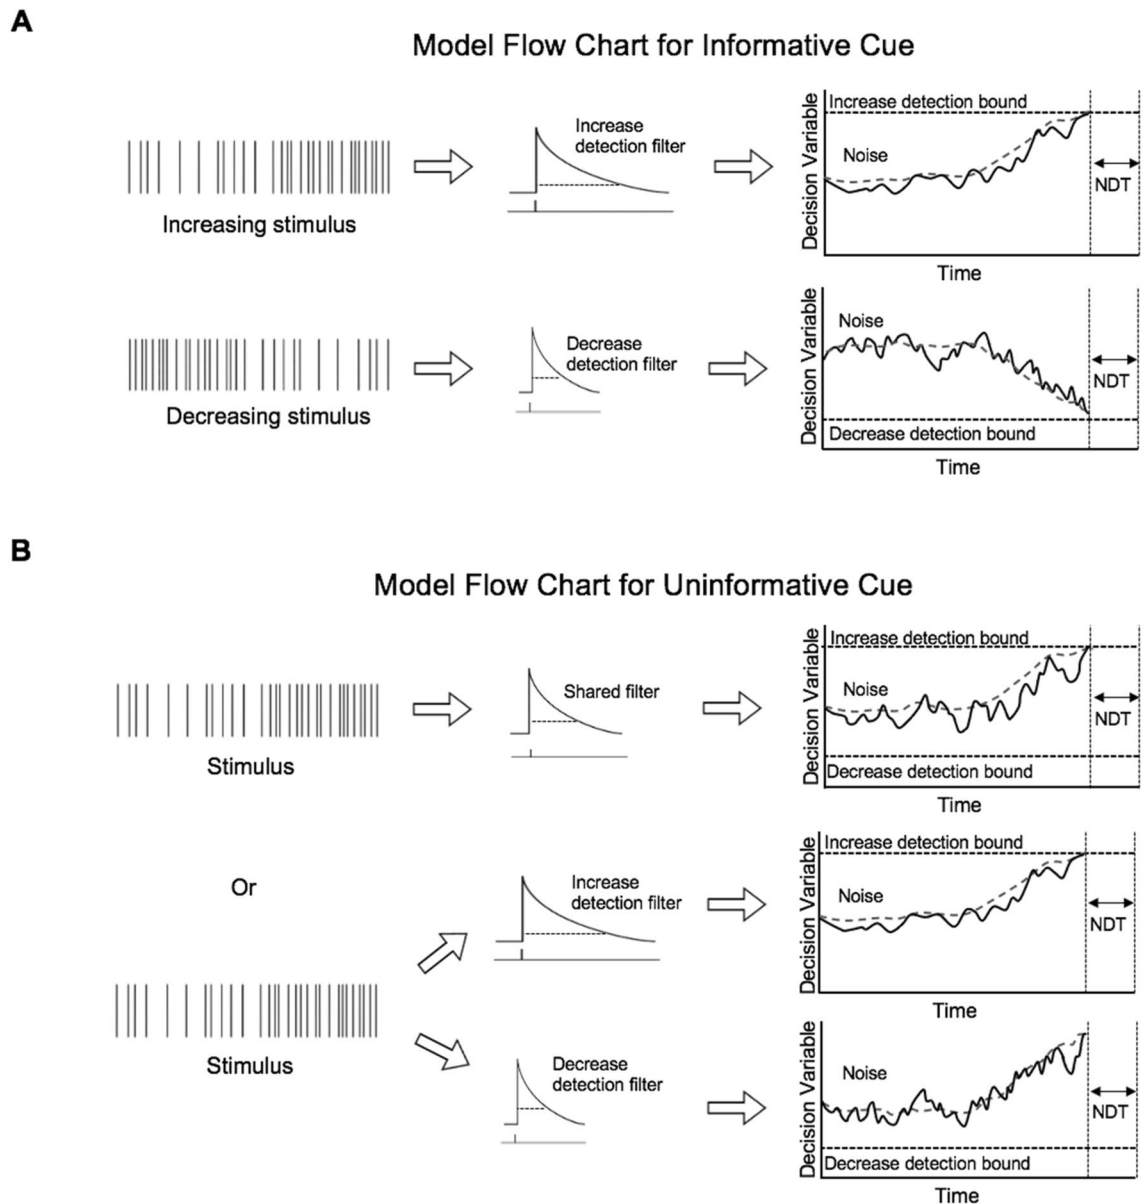 A
Model Flow Chart for Informative Cue
Increasing stimulus
Increase
detection filter
Decision Variable
Increase detection bound
Noise
NDT
Time
Decreasing stimulus
Decrease
detection filter
Decision Variable
Noise
NDT
Decrease detection bound
Time
B
Model Flow Chart for Uninformative Cue
Stimulus
Shared filter
Decision Variable
Increase detection bound
Noise
NDT
Decrease detection bound
Time
Or
Stimulus
Increase
detection filter
Decision Variable
Increase detection bound
Noise
NDT
Time
Decrease
detection filter
Decision Variable
Noise
NDT
Decrease detection bound
Time